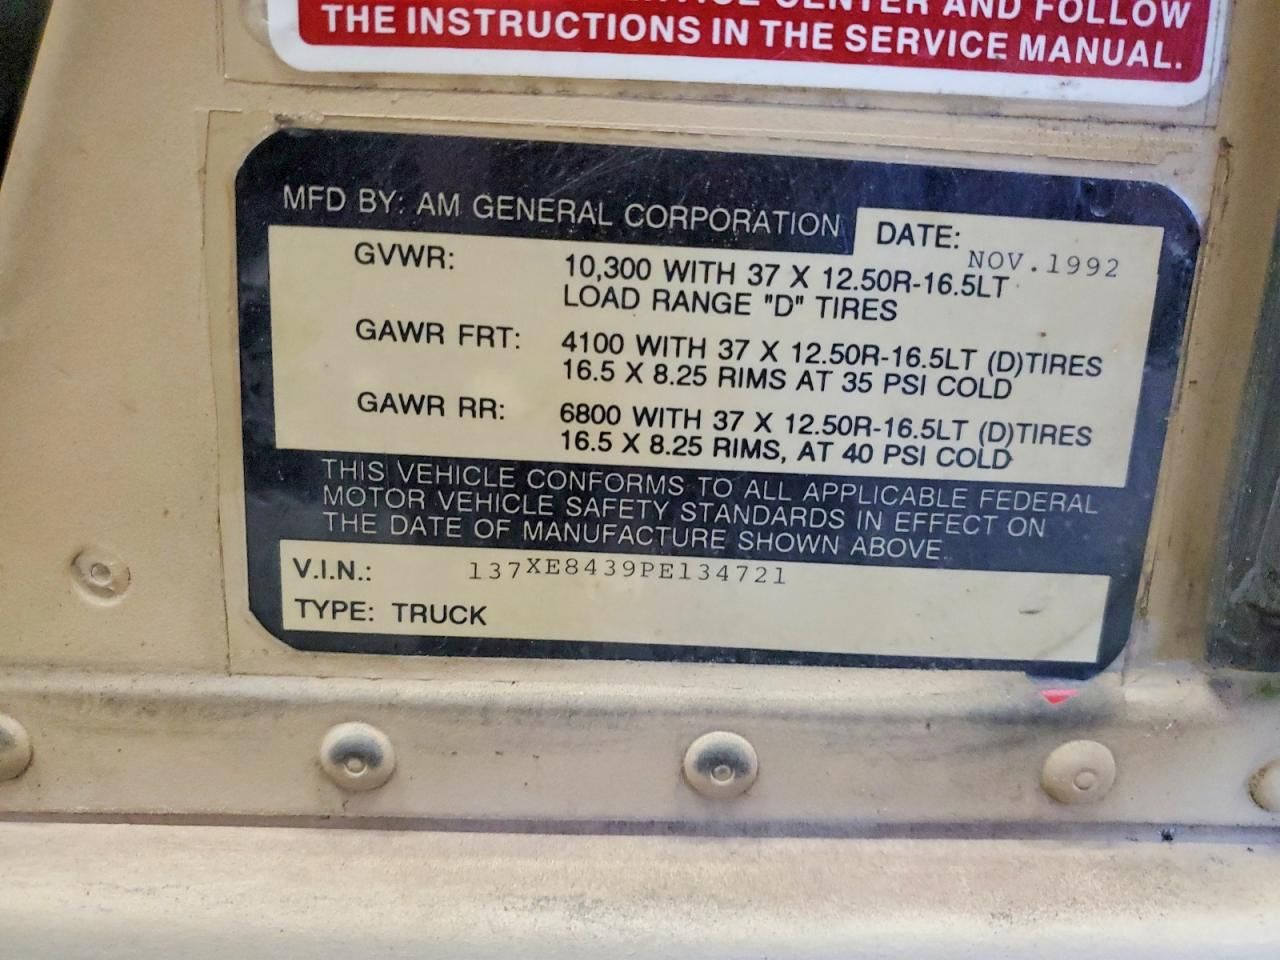 CENTER AND FOLLOW
THE INSTRUCTIONS IN THE SERVICE MANUAL.
MFD BY: AM GENERAL CORPORATION
DATE: NOV.1992
GVWR: 10,300 WITH 37 X 12.50R-16.5LT
LOAD RANGE "D" TIRES
GAWR FRT: 4100 WITH 37 X 12.50R-16.5LT (D)TIRES
16.5 X 8.25 RIMS AT 35 PSI COLD
GAWR RR: 6800 WITH 37 X 12.50R-16.5LT (D)TIRES
16.5 X 8.25 RIMS, AT 40 PSI COLD
THIS VEHICLE CONFORMS TO ALL APPLICABLE FEDERAL
MOTOR VEHICLE SAFETY STANDARDS IN EFFECT ON
THE DATE OF MANUFACTURE SHOWN ABOVE.
V.I.N.: 137XE8439PE134721
TYPE: TRUCK